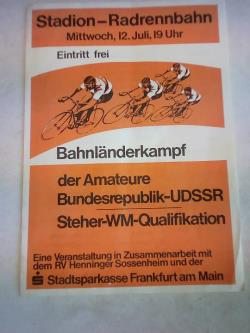 Stadion-Radrennbahn
Mittwoch, 12. Juli, 19 Uhr
Eintritt frei
Bahnländerkampf
der Amateure
Bundesrepublik-UDSSR
Steher-WM-Qualifikation
Eine Veranstaltung in Zusammenarbeit mit
dem RV Henninger Sossenheim und der
Stadtsparkasse Frankfurt am Main